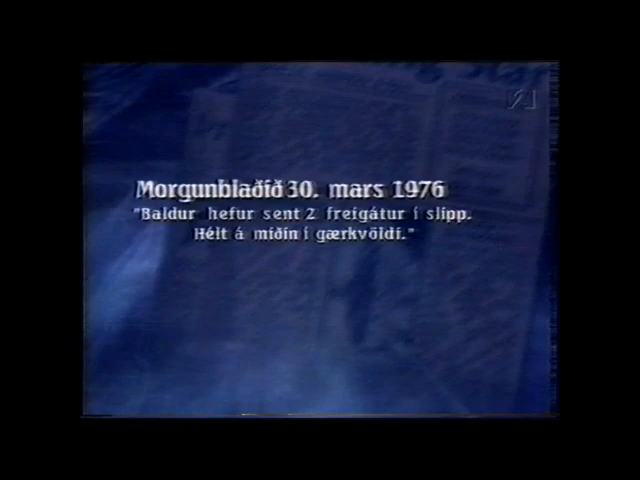 Morgunblaðið 30. mars 1976
"Baldur hefur sent 2 freigátur í slipp.
Hélt á miðin í gærkvöldi."